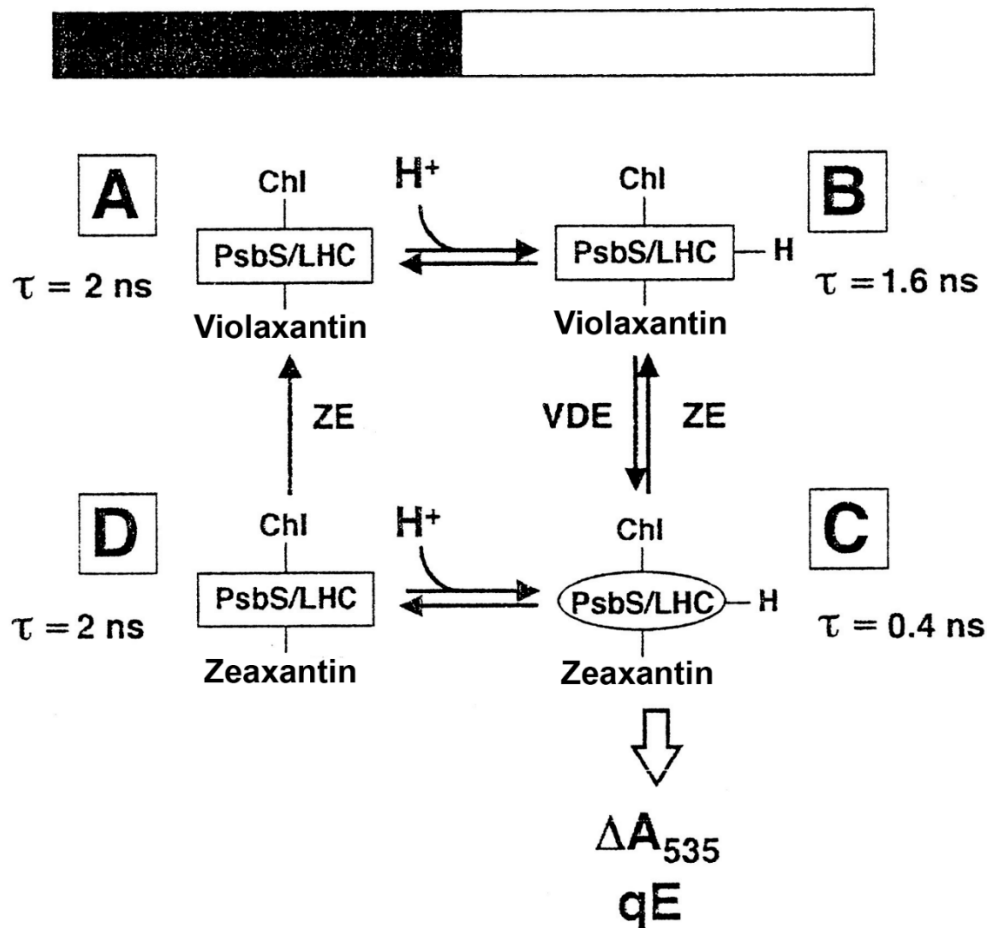 A
Chl
H+
Chl
B
PsbS/LHC
PsbS/LHC
H
τ = 2 ns
τ = 1.6 ns
Violaxantin
Violaxantin
ZE
VDE
ZE
D
Chl
H+
Chl
C
PsbS/LHC
PsbS/LHC
H
τ = 2 ns
τ = 0.4 ns
Zeaxantin
Zeaxantin
ΔA535
qE